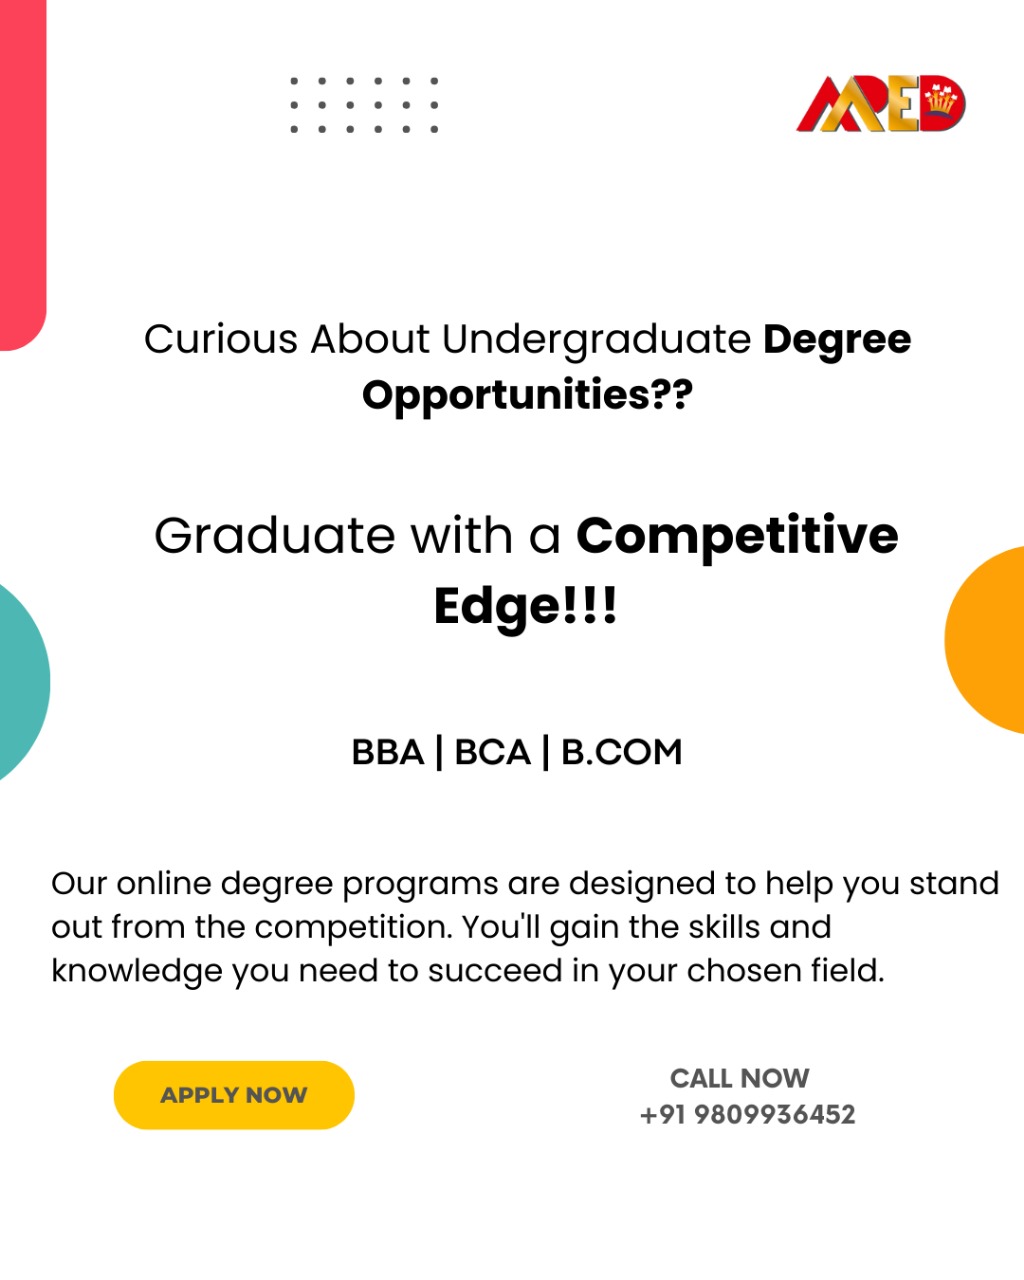 MPED
Curious About Undergraduate Degree
Opportunities??
Graduate with a Competitive
Edge!!!
BBA | BCA | B.COM
Our online degree programs are designed to help you stand
out from the competition. You'll gain the skills and
knowledge you need to succeed in your chosen field.
APPLY NOW
CALL NOW
+91 9809936452